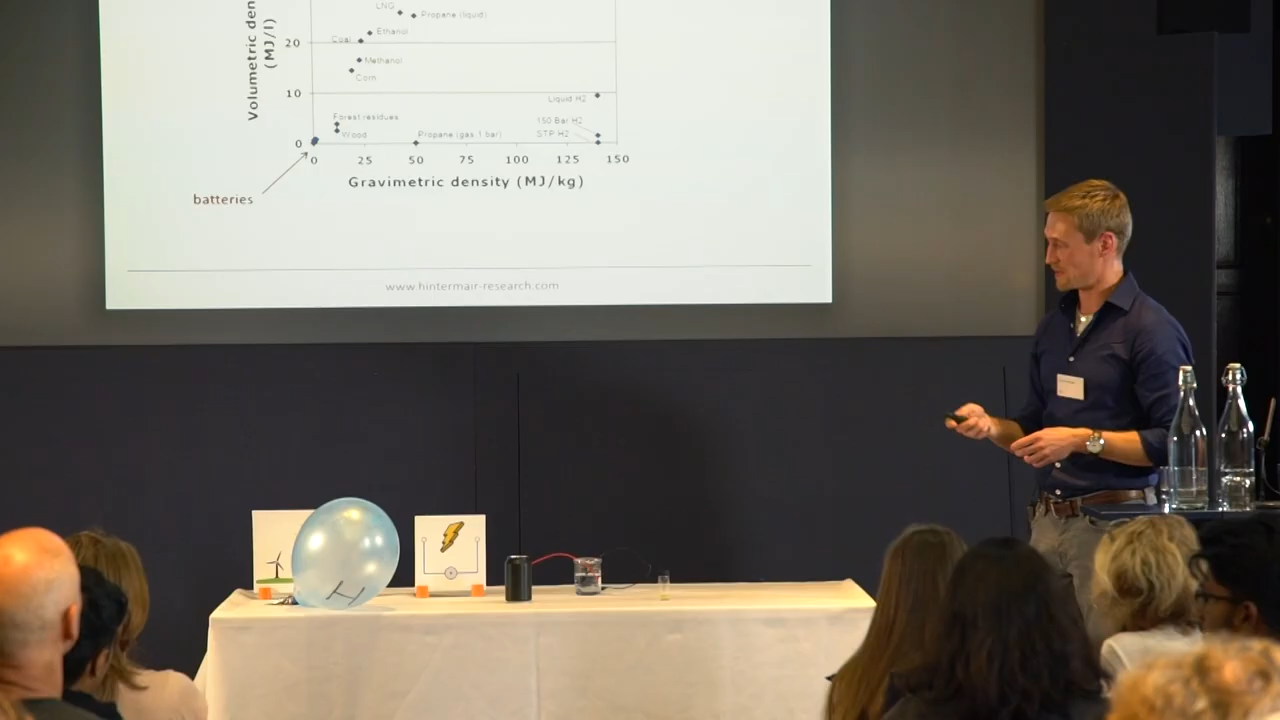 LNG
Propane (liquid)
Volumetric den
(MJ/l)
Ethanol
Coal
20
Methanol
Corn
10
Liquid H2
Forest residues
150 Bar H2
Wood
Propane (gas 1 bar)
STP H2
0
0 25 50 75 100 125 150
Gravimetric density (MJ/kg)
batteries
www.hintermair-research.com
H